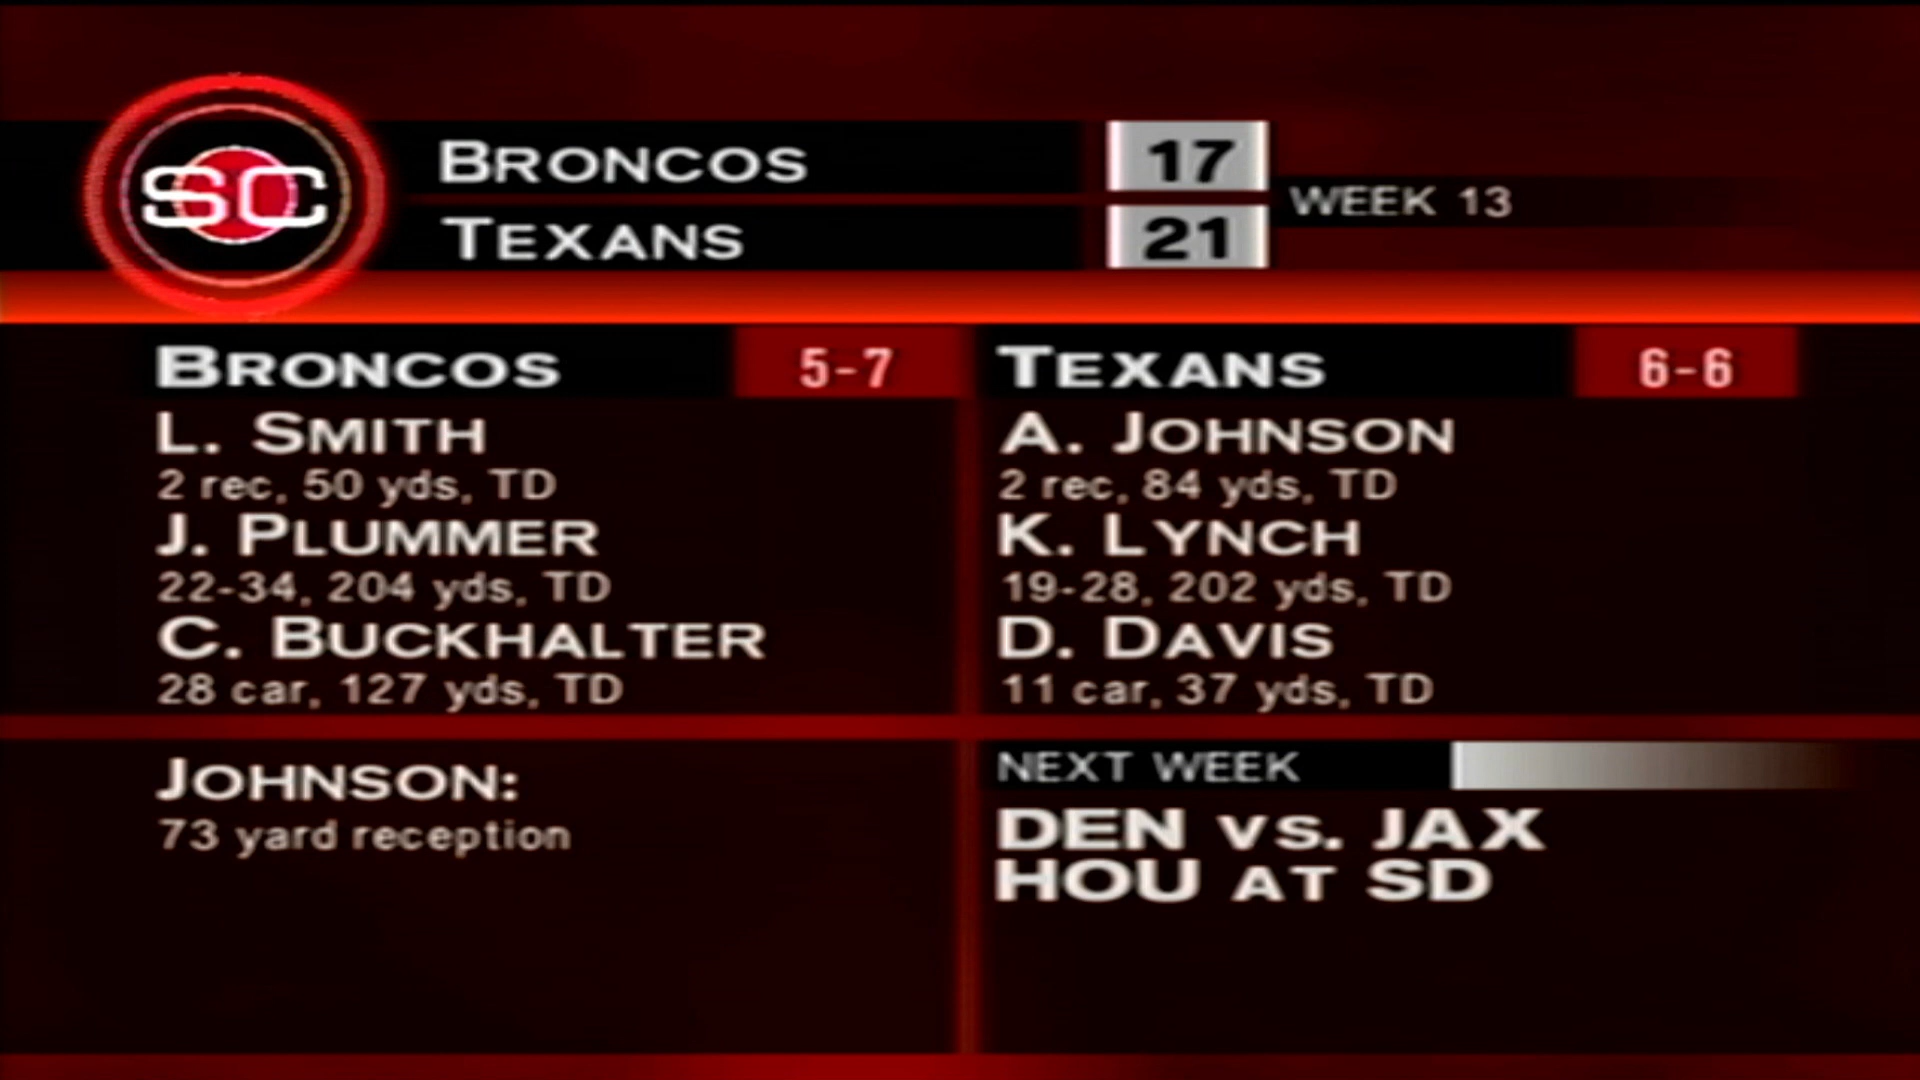 SC
BRONCOS 17
WEEK 13
TEXANS 21
BRONCOS 5-7
L. SMITH
2 rec, 50 yds, TD
J. PLUMMER
22-34, 204 yds, TD
C. BUCKHALTER
28 car, 127 yds, TD
TEXANS 6-6
A. JOHNSON
2 rec, 84 yds, TD
K. LYNCH
19-28, 202 yds, TD
D. DAVIS
11 car, 37 yds, TD
JOHNSON:
73 yard reception
NEXT WEEK
DEN VS. JAX
HOU AT SD